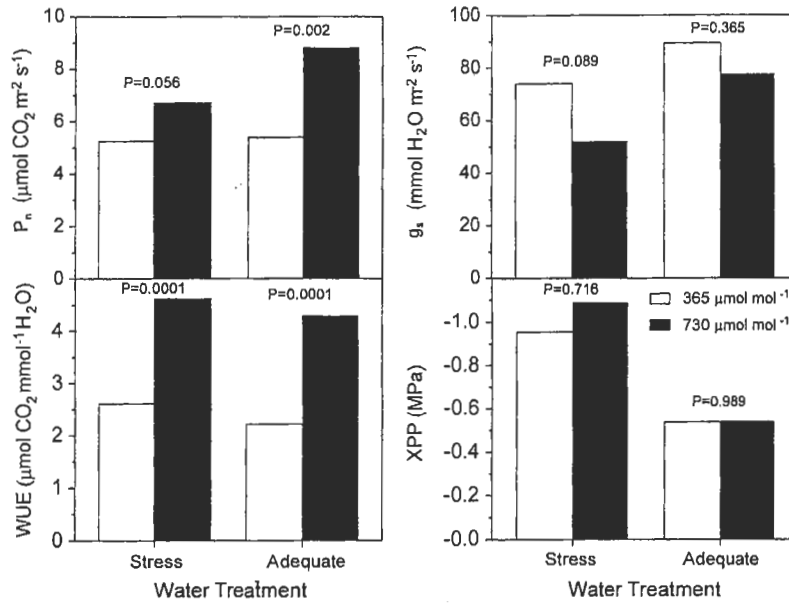 10
8
6
4
2
0
P=0.056
P=0.002
Pₙ (μmol CO₂ m⁻² s⁻¹)
100
80
60
40
20
0
P=0.089
P=0.365
gₛ (mmol H₂O m⁻² s⁻¹)
4
3
2
1
0
P=0.0001
P=0.0001
WUE (μmol CO₂ mmol⁻¹ H₂O)
Stress
Adequate
Water Treatment
-1.0
-0.8
-0.6
-0.4
-0.2
-0.0
P=0.716
P=0.989
365 μmol mol⁻¹
730 μmol mol⁻¹
XPP (MPa)
Stress
Adequate
Water Treatment